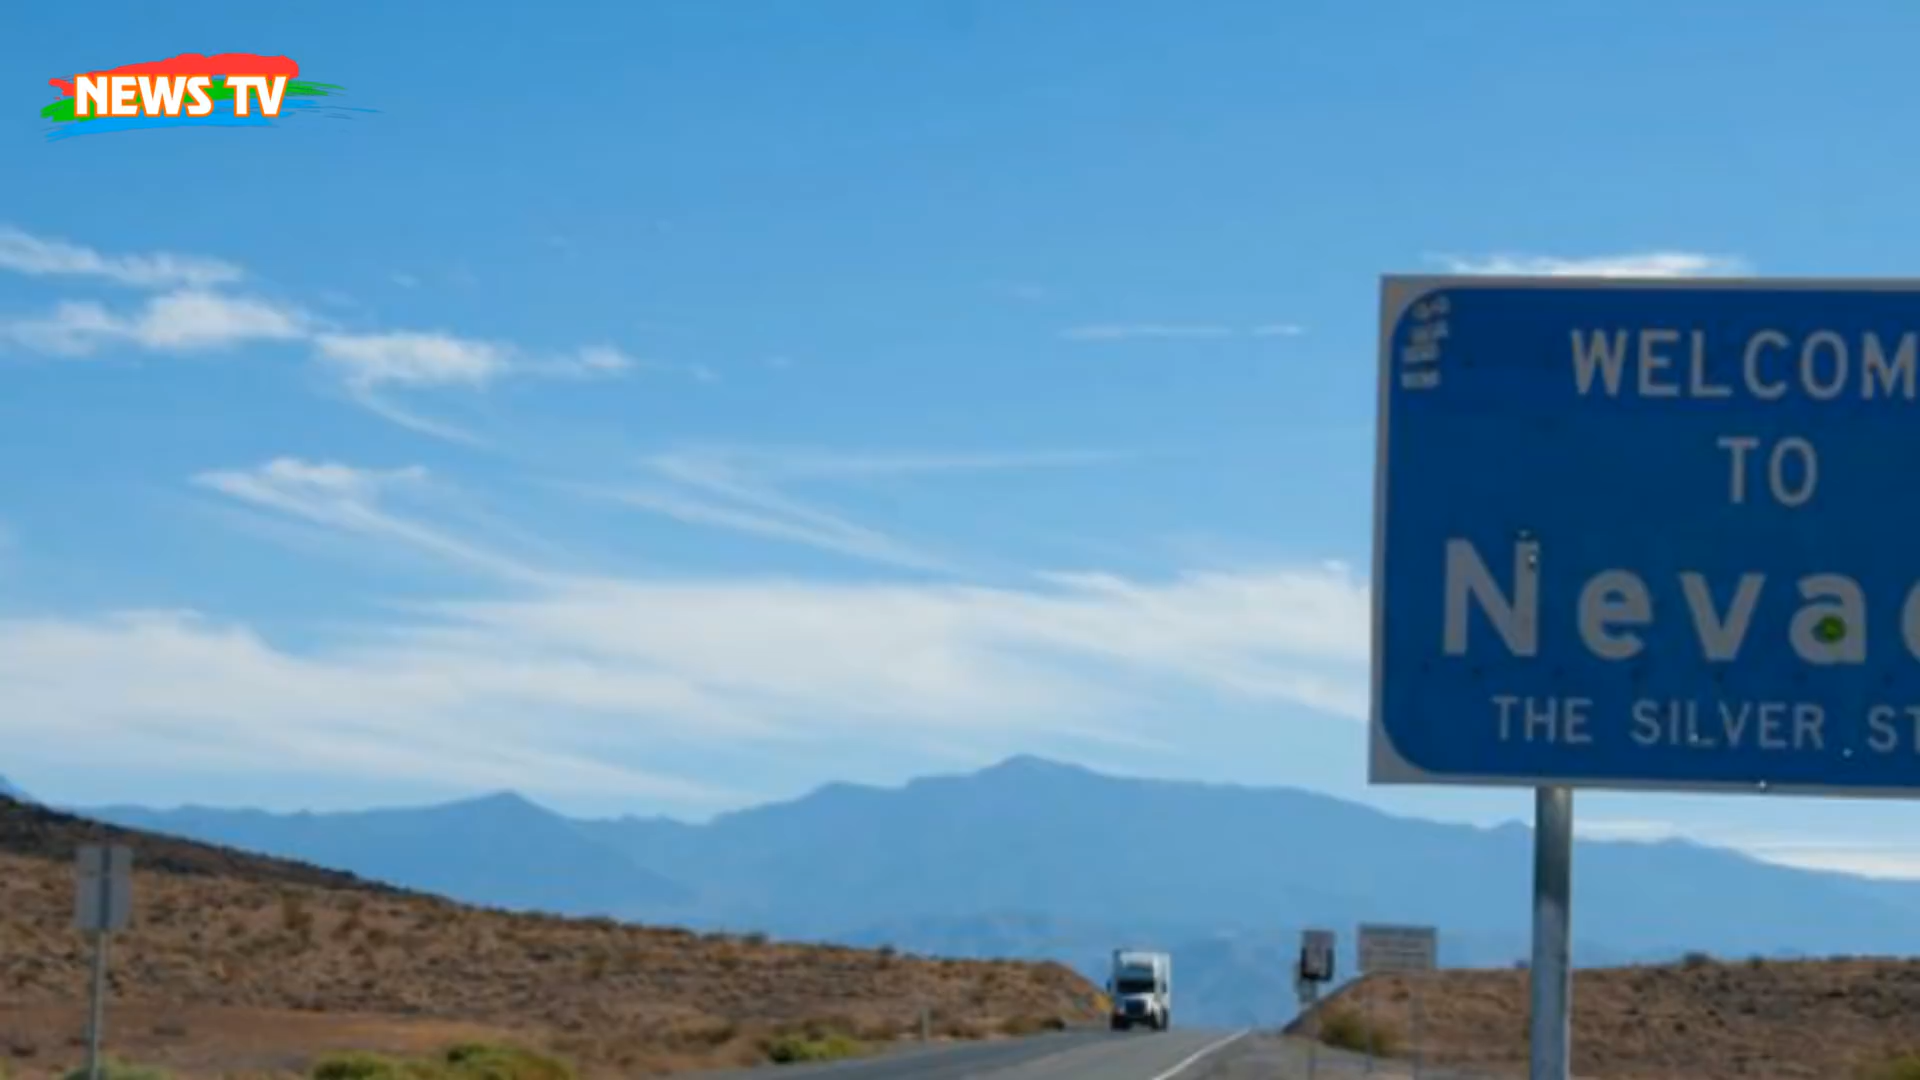 NEWS TV
WELCOM
TO
Neva
THE SILVER ST